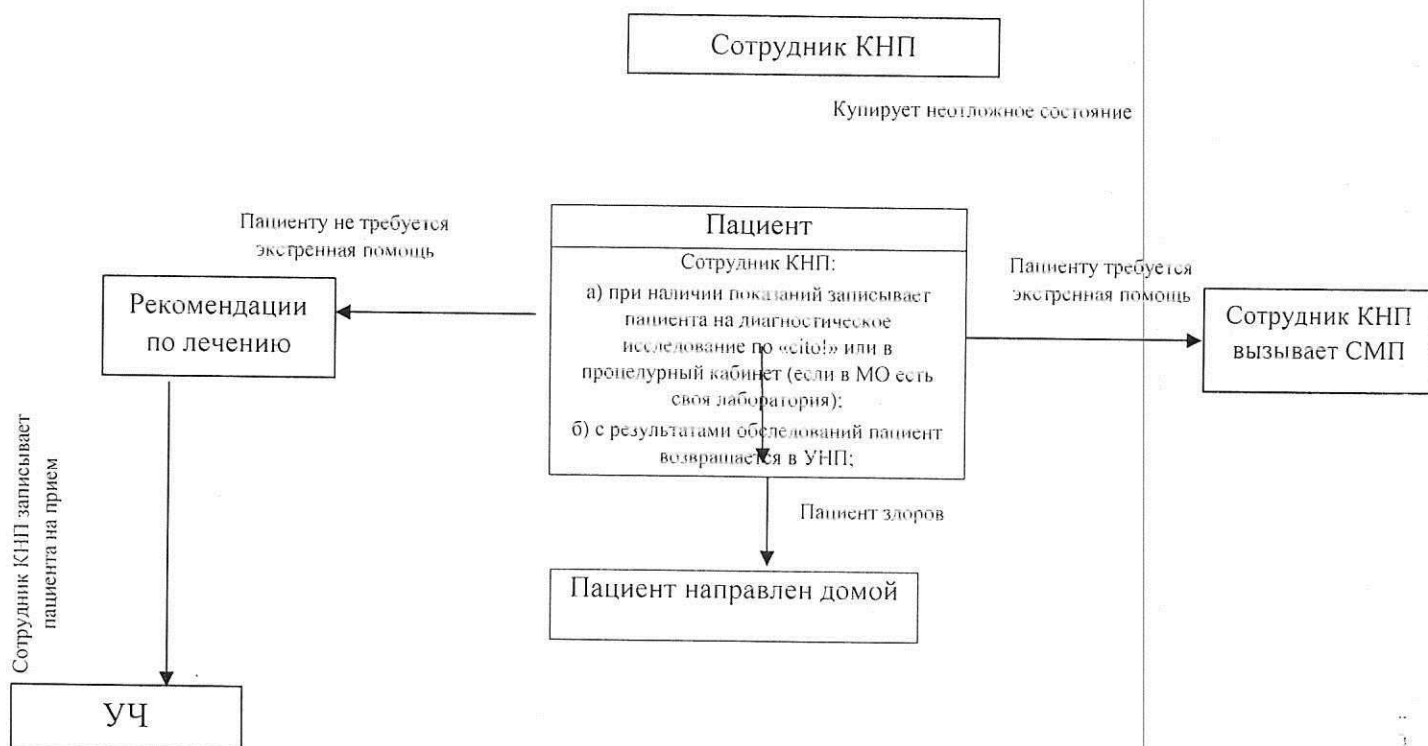 Сотрудник КНП
Купирует неотложное состояние
Пациенту не требуется
экстренная помощь
Рекомендации
по лечению
Пациент
Сотрудник КНП:
а) при наличии показаний записывает
пациента на диагностическое
исследование по «cito!» или в
процедурный кабинет (если в МО есть
своя лаборатория);
б) с результатами обследований пациент
возвращается в УНП;
Пациенту требуется
экстренная помощь
Сотрудник КНП
вызывает СМП
Пациент здоров
Пациент направлен домой
Сотрудник КНП записывает
пациента на прием
УЧ